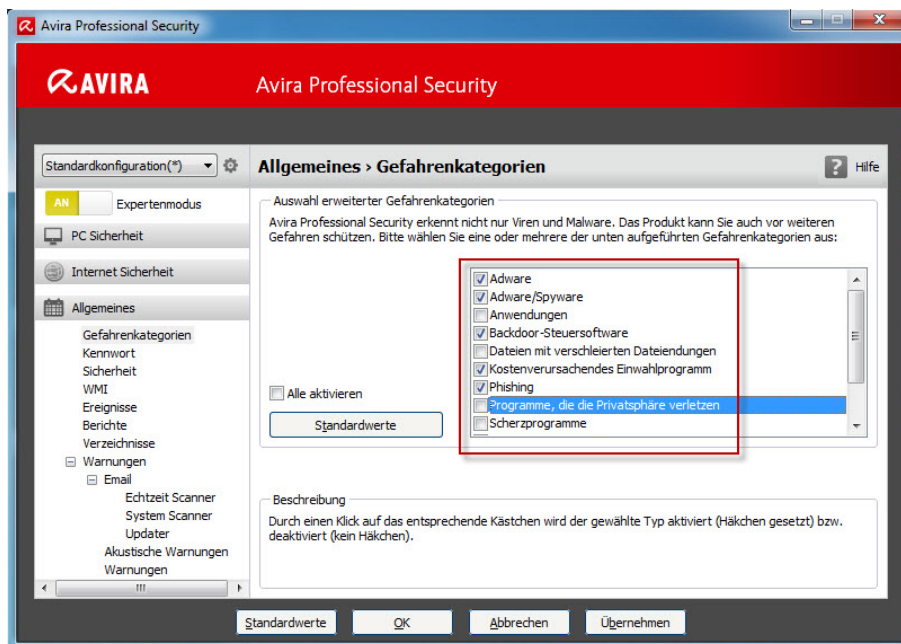 Avira Professional Security
AVIRA
Avira Professional Security
Standardkonfiguration(*)
Allgemeines › Gefahrenkategorien
? Hilfe
AN Expertenmodus
PC Sicherheit
Internet Sicherheit
Allgemeines
Gefahrenkategorien
Kennwort
Sicherheit
WMI
Ereignisse
Berichte
Verzeichnisse
Warnungen
Email
Echtzeit Scanner
System Scanner
Updater
Akustische Warnungen
Warnungen
Auswahl erweiterter Gefahrenkategorien
Avira Professional Security erkennt nicht nur Viren und Malware. Das Produkt kann Sie auch vor weiteren
Gefahren schützen. Bitte wählen Sie eine oder mehrere der unten aufgeführten Gefahrenkategorien aus:
Alle aktivieren
Standardwerte
Adware
Adware/Spyware
Anwendungen
Backdoor-Steuersoftware
Dateien mit verschleierten Dateiendungen
Kostenverursachendes Einwahlprogramm
Phishing
Programme, die die Privatsphäre verletzen
Scherzprogramme
Beschreibung
Durch einen Klick auf das entsprechende Kästchen wird der gewählte Typ aktiviert (Häkchen gesetzt) bzw.
deaktiviert (kein Häkchen).
Standardwerte
OK
Abbrechen
Übernehmen